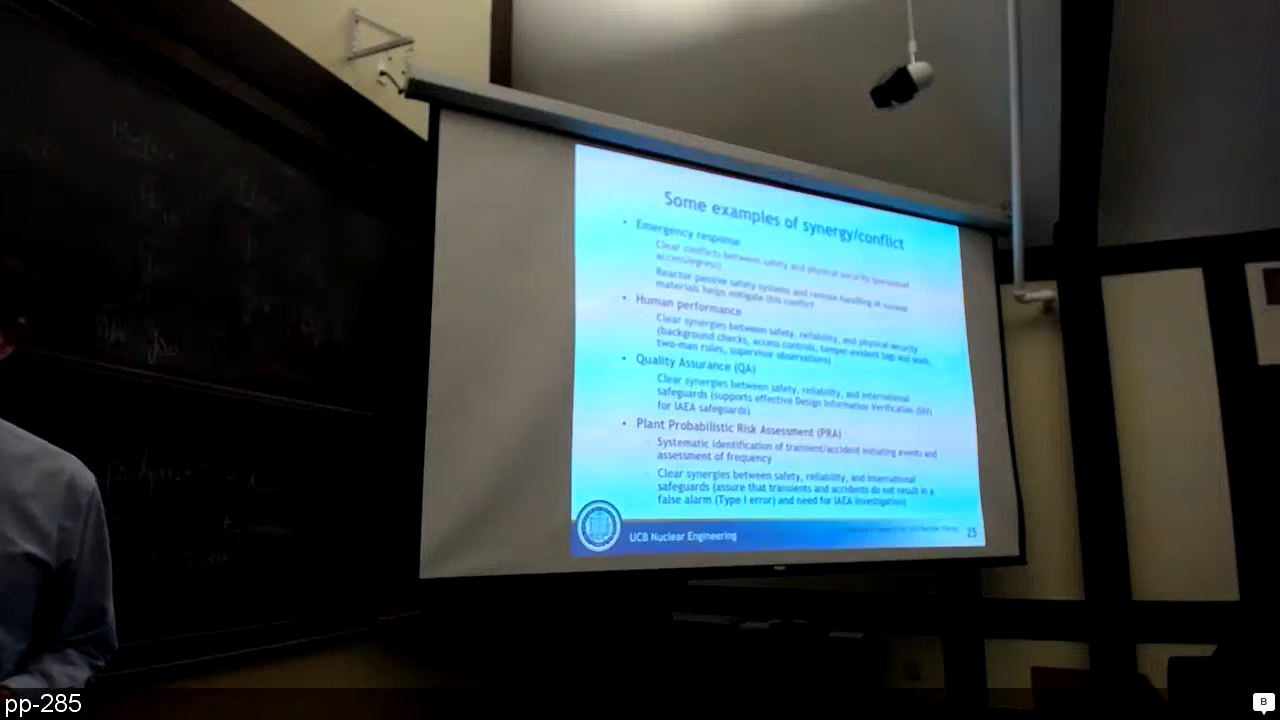 Some examples of synergy/conflict
• Emergency response
Clear conflicts between safety and physical security (personnel
access/egress)
Reactor passive safety systems and remote handling of nuclear
materials helps mitigate this conflict
• Human performance
Clear synergies between safety, reliability, and physical security
(background checks, access controls, tamper-evident tags and seals,
two-man rules, supervisor observations)
• Quality Assurance (QA)
Clear synergies between safety, reliability, and international
safeguards (supports effective Design Information Verification (DIV)
for IAEA safeguards)
• Plant Probabilistic Risk Assessment (PRA)
– Systematic identification of transient/accident initiating events and
assessment of frequency
– Clear synergies between safety, reliability, and international
safeguards (assure that transients and accidents do not result in a
false alarm (Type I error) and need for IAEA investigation)
UCB Nuclear Engineering
25
pp-285
B